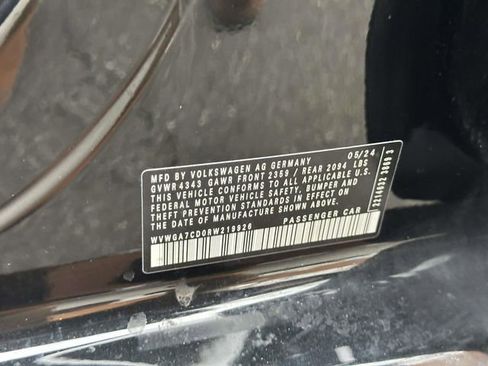 MFD BY VOLKSWAGEN AG GERMANY 05/24
GVWR4343 GAWR FRONT 2359 / REAR 2094 LBS
THIS VEHICLE CONFORMS TO ALL APPLICABLE U.S.
FEDERAL MOTOR VEHICLE SAFETY, BUMPER AND
THEFT PREVENTION STANDARDS IN EFFECT ON
THE DATE OF MANUFACTURE SHOWN ABOVE.
WVWGA7CD0RW219926 PASSENGER CAR